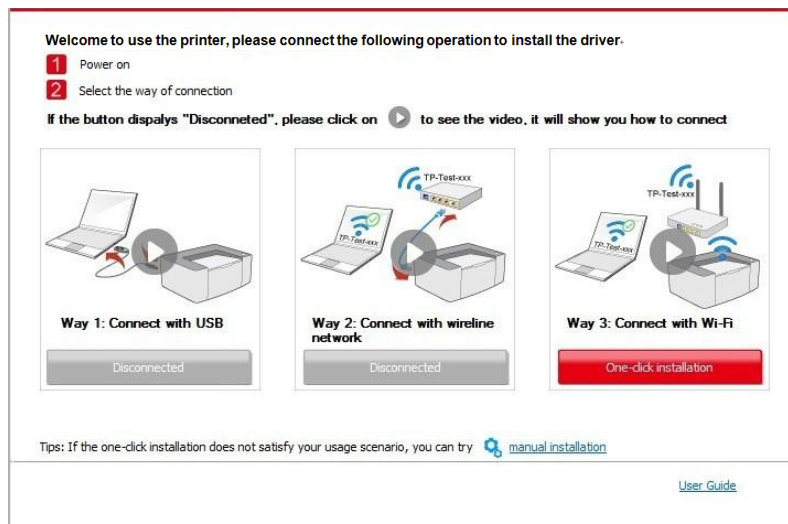 Welcome to use the printer, please connect the following operation to install the driver.
1 Power on
2 Select the way of connection
If the button dispalys "Disconneted", please click on to see the video, it will show you how to connect
TP-Test-xxx
TP-Test-xxx
TP-Test-xxx
TP-Test-xxx
Way 1: Connect with USB
Way 2: Connect with wireline
network
Way 3: Connect with Wi-Fi
Disconnected
Disconnected
One-click installation
Tips: If the one-click installation does not satisfy your usage scenario, you can try manual installation
User Guide